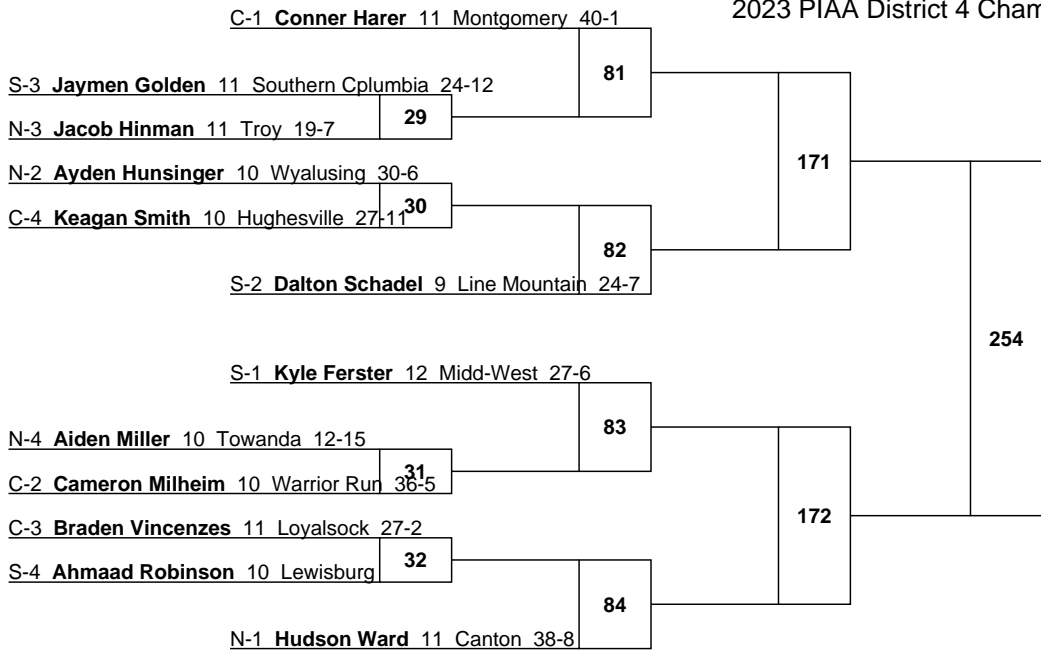 2023 PIAA District 4 Cham
C-1 Conner Harer 11 Montgomery 40-1
81
S-3 Jaymen Golden 11 Southern Cplumbia 24-12
29
N-3 Jacob Hinman 11 Troy 19-7
171
N-2 Ayden Hunsinger 10 Wyalusing 30-6
30
C-4 Keagan Smith 10 Hughesville 27-11
82
S-2 Dalton Schadel 9 Line Mountain 24-7
254
S-1 Kyle Ferster 12 Midd-West 27-6
83
N-4 Aiden Miller 10 Towanda 12-15
31
C-2 Cameron Milheim 10 Warrior Run 36-5
172
C-3 Braden Vincenzes 11 Loyalsock 27-2
32
S-4 Ahmaad Robinson 10 Lewisburg
84
N-1 Hudson Ward 11 Canton 38-8